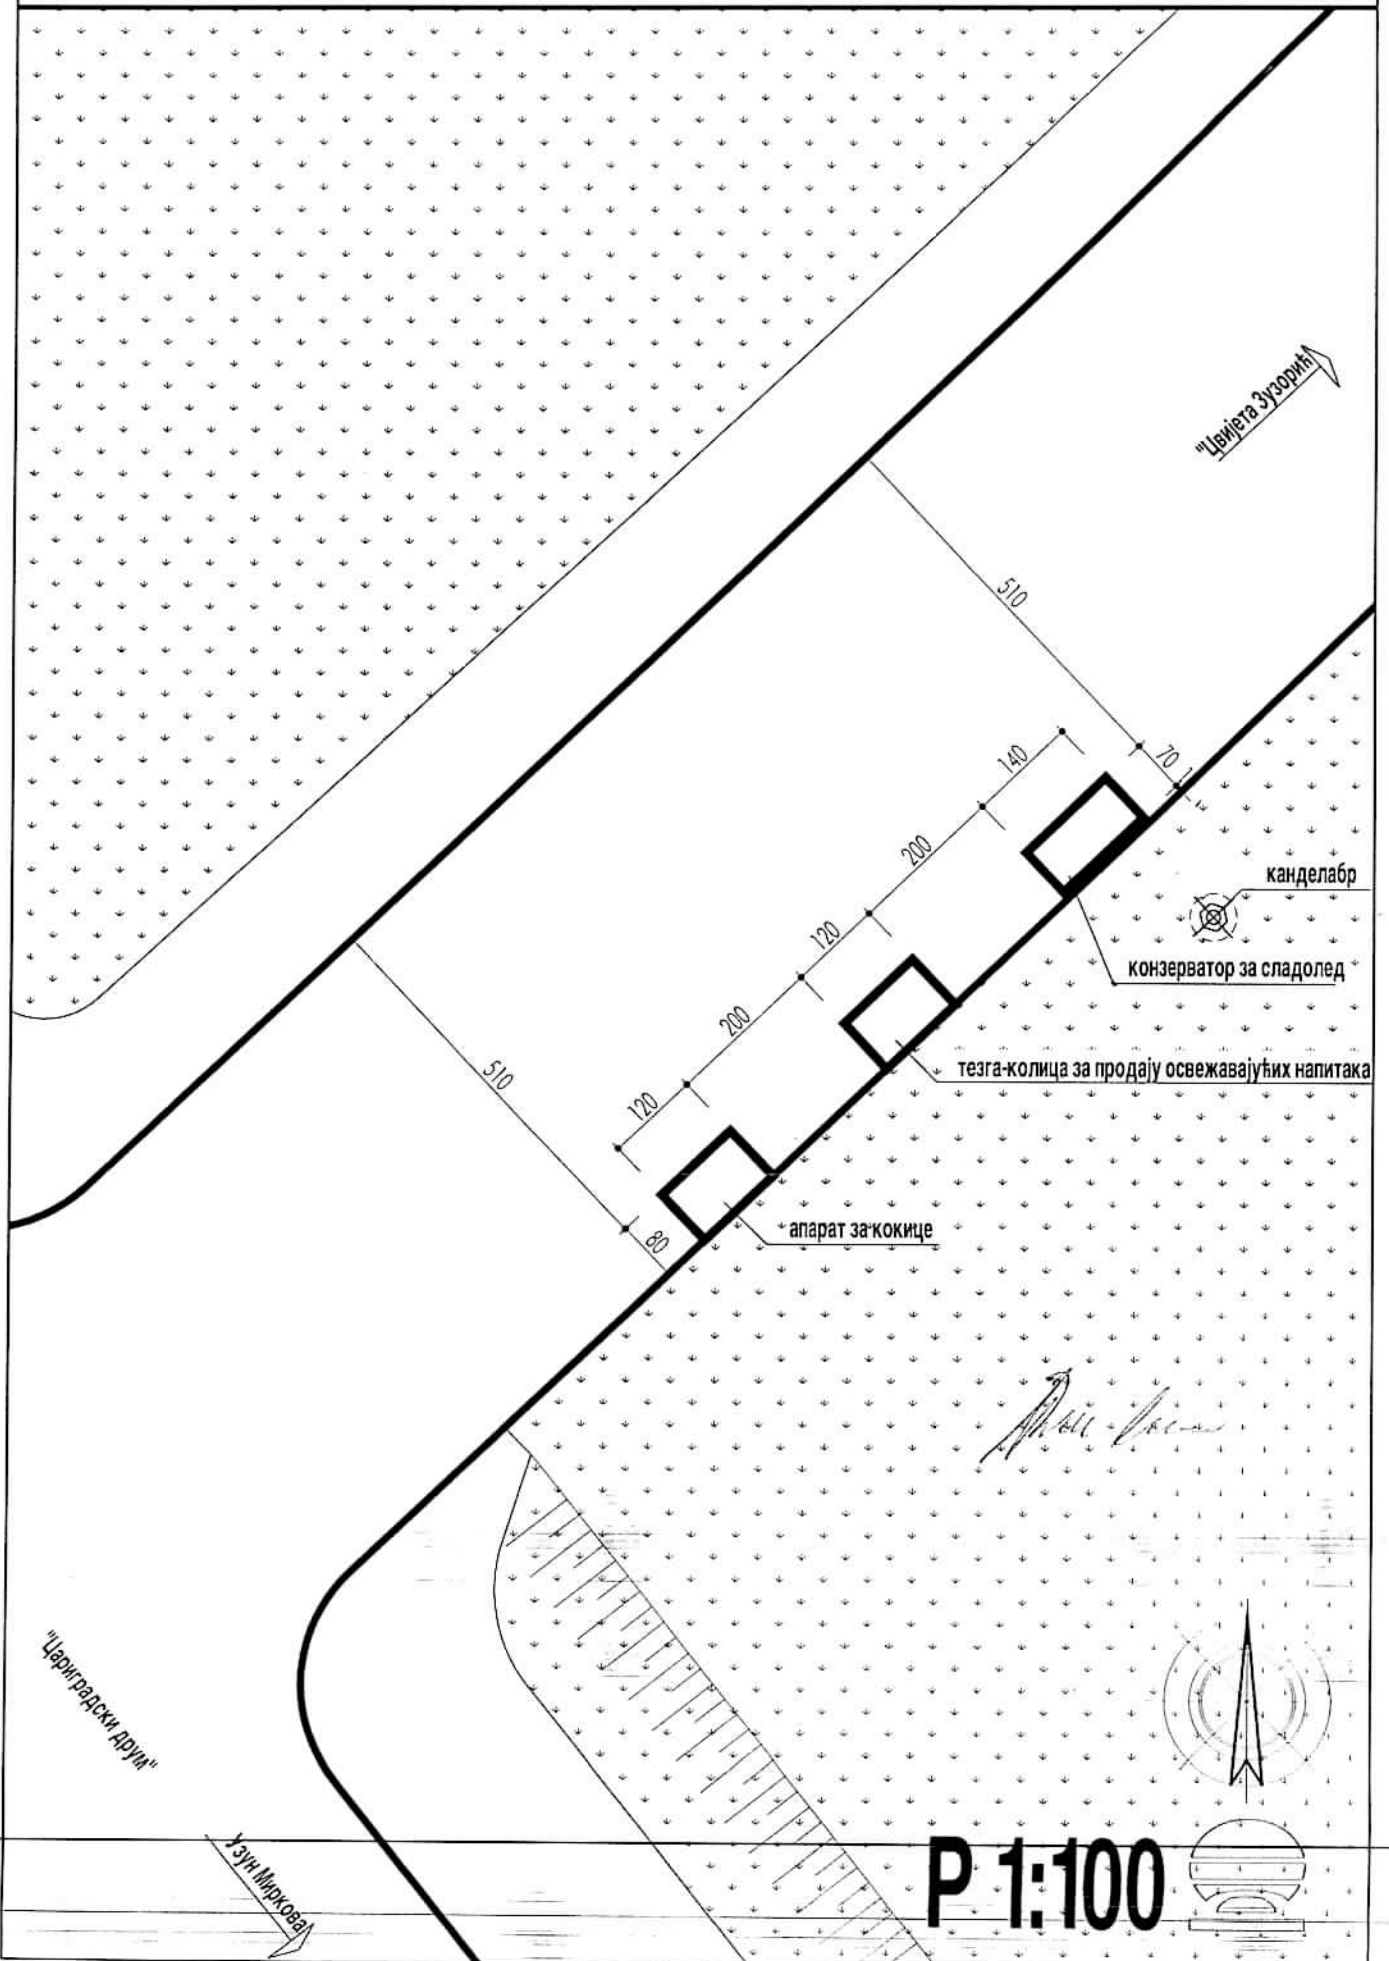 "Цвијета Зузорић"
510
70
140
200
канделабр
120
конзерватор за сладолед
200
510
тезга-колица за продају освежавајућих напитака
120
апарат за кокице
80
"Цариградски друм"
Узун Миркова
Р 1:100